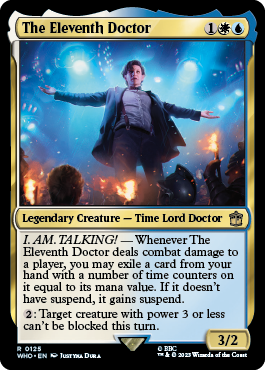 The Eleventh Doctor 1
Legendary Creature — Time Lord Doctor
I. AM. TALKING! — Whenever The
Eleventh Doctor deals combat damage to
a player, you may exile a card from your
hand with a number of time counters on
it equal to its mana value. If it doesn't
have suspend, it gains suspend.
2: Target creature with power 3 or less
can't be blocked this turn.
3/2
R 0125
WHO • EN Justyna Dura
© BBC
™ & © 2023 Wizards of the Coast